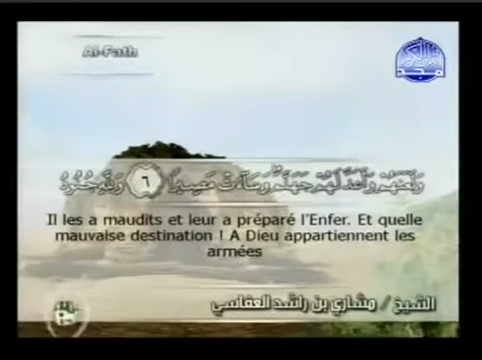 Al-Fath
مجد
وَلَعَنَهُمْ وَأَعَدَّ لَهُمْ جَهَنَّمَ وَسَاءَتْ مَصِيرًا ٦ وَلِلَّهِ جُنُودُ
Il les a maudits et leur a préparé l'Enfer. Et quelle
mauvaise destination ! A Dieu appartiennent les
armées
الشيخ / مشاري بن راشد العفاسي